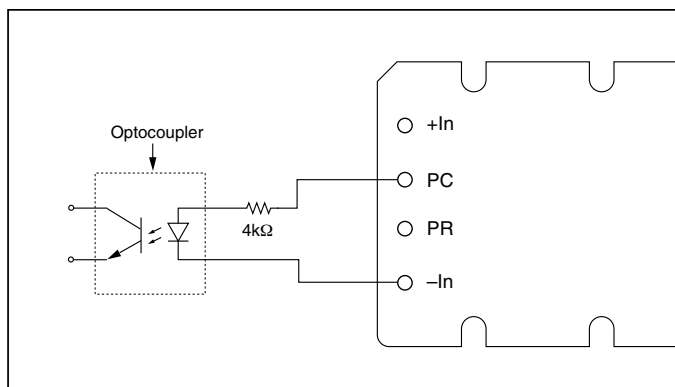 Optocoupler
4kΩ
+In
PC
PR
–In